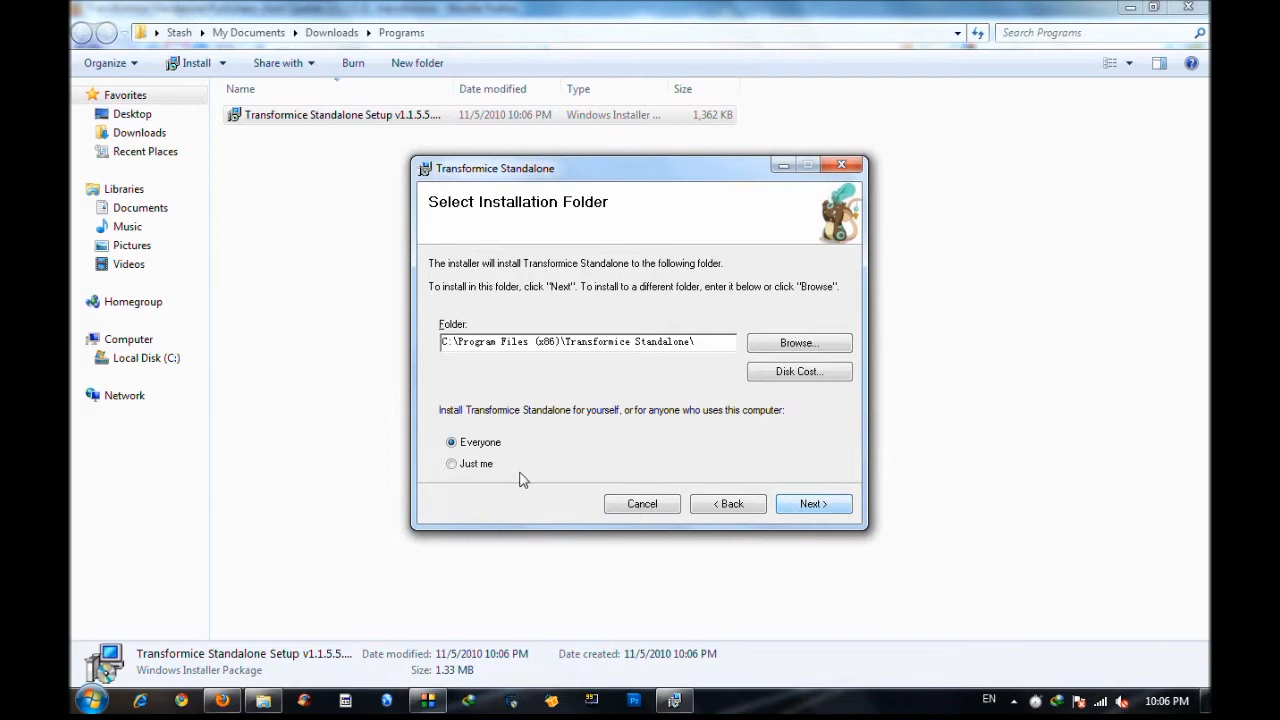 Stash
My Documents
Downloads
Programs
Search Programs
Organize
Install
Share with
Burn
New folder
Name
Date modified
Type
Size
Transformice Standalone Setup v1.1.5.5....
11/5/2010 10:06 PM
Windows Installer ...
1,362 KB
Favorites
Desktop
Downloads
Recent Places
Libraries
Documents
Music
Pictures
Videos
Homegroup
Computer
Local Disk (C:)
Network
Transformice Standalone
Select Installation Folder
The installer will install Transformice Standalone to the following folder.
To install in this folder, click "Next". To install to a different folder, enter it below or click "Browse".
Folder:
C:\Program Files (x86)\Transformice Standalone\
Browse...
Disk Cost...
Install Transformice Standalone for yourself, or for anyone who uses this computer:
Everyone
Just me
Cancel
< Back
Next >
Transformice Standalone Setup v1.1.5.5....
Date modified: 11/5/2010 10:06 PM
Date created: 11/5/2010 10:06 PM
Windows Installer Package
Size: 1.33 MB
EN
10:06 PM